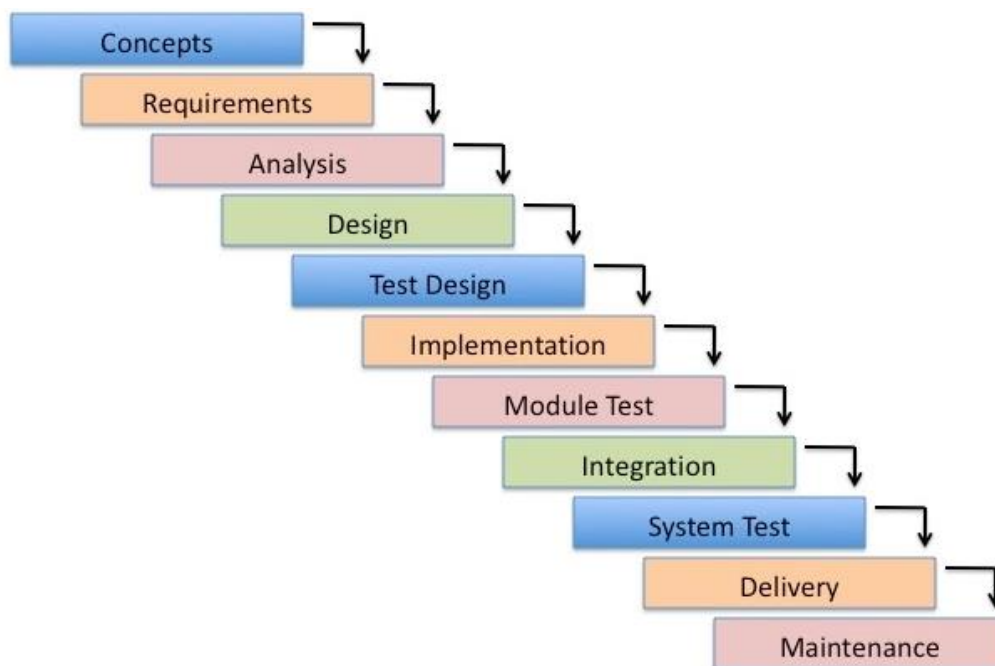 Concepts
Requirements
Analysis
Design
Test Design
Implementation
Module Test
Integration
System Test
Delivery
Maintenance